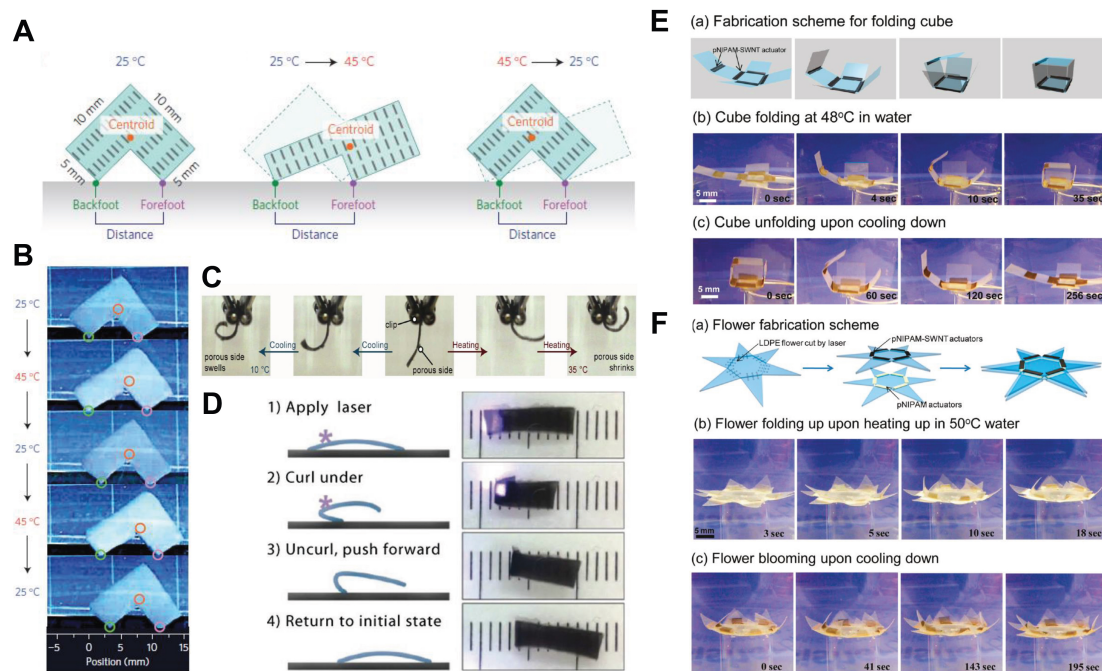 A
25 °C
25 °C → 45 °C
45 °C → 25 °C
10 mm
10 mm
Centroid
5 mm
5 mm
Centroid
Centroid
Backfoot
Forefoot
Backfoot
Forefoot
Backfoot
Forefoot
Distance
Distance
Distance
B
25 °C
45 °C
25 °C
45 °C
25 °C
−5 0 5 10 15
Position (mm)
C
clip
Cooling
Cooling
Heating
Heating
porous side
swells
10 °C
porous side
35 °C
porous side
shrinks
D
1) Apply laser
*
2) Curl under
*
3) Uncurl, push forward
4) Return to initial state
E
(a) Fabrication scheme for folding cube
pNIPAM-SWNT actuator
(b) Cube folding at 48°C in water
5 mm
0 sec
4 sec
10 sec
35 sec
(c) Cube unfolding upon cooling down
5 mm
0 sec
60 sec
120 sec
256 sec
F
(a) Flower fabrication scheme
LDPE flower cut by laser
pNIPAM-SWNT actuators
pNIPAM actuators
(b) Flower folding up upon heating up in 50°C water
5 mm
3 sec
5 sec
10 sec
18 sec
(c) Flower blooming upon cooling down
0 sec
41 sec
143 sec
195 sec